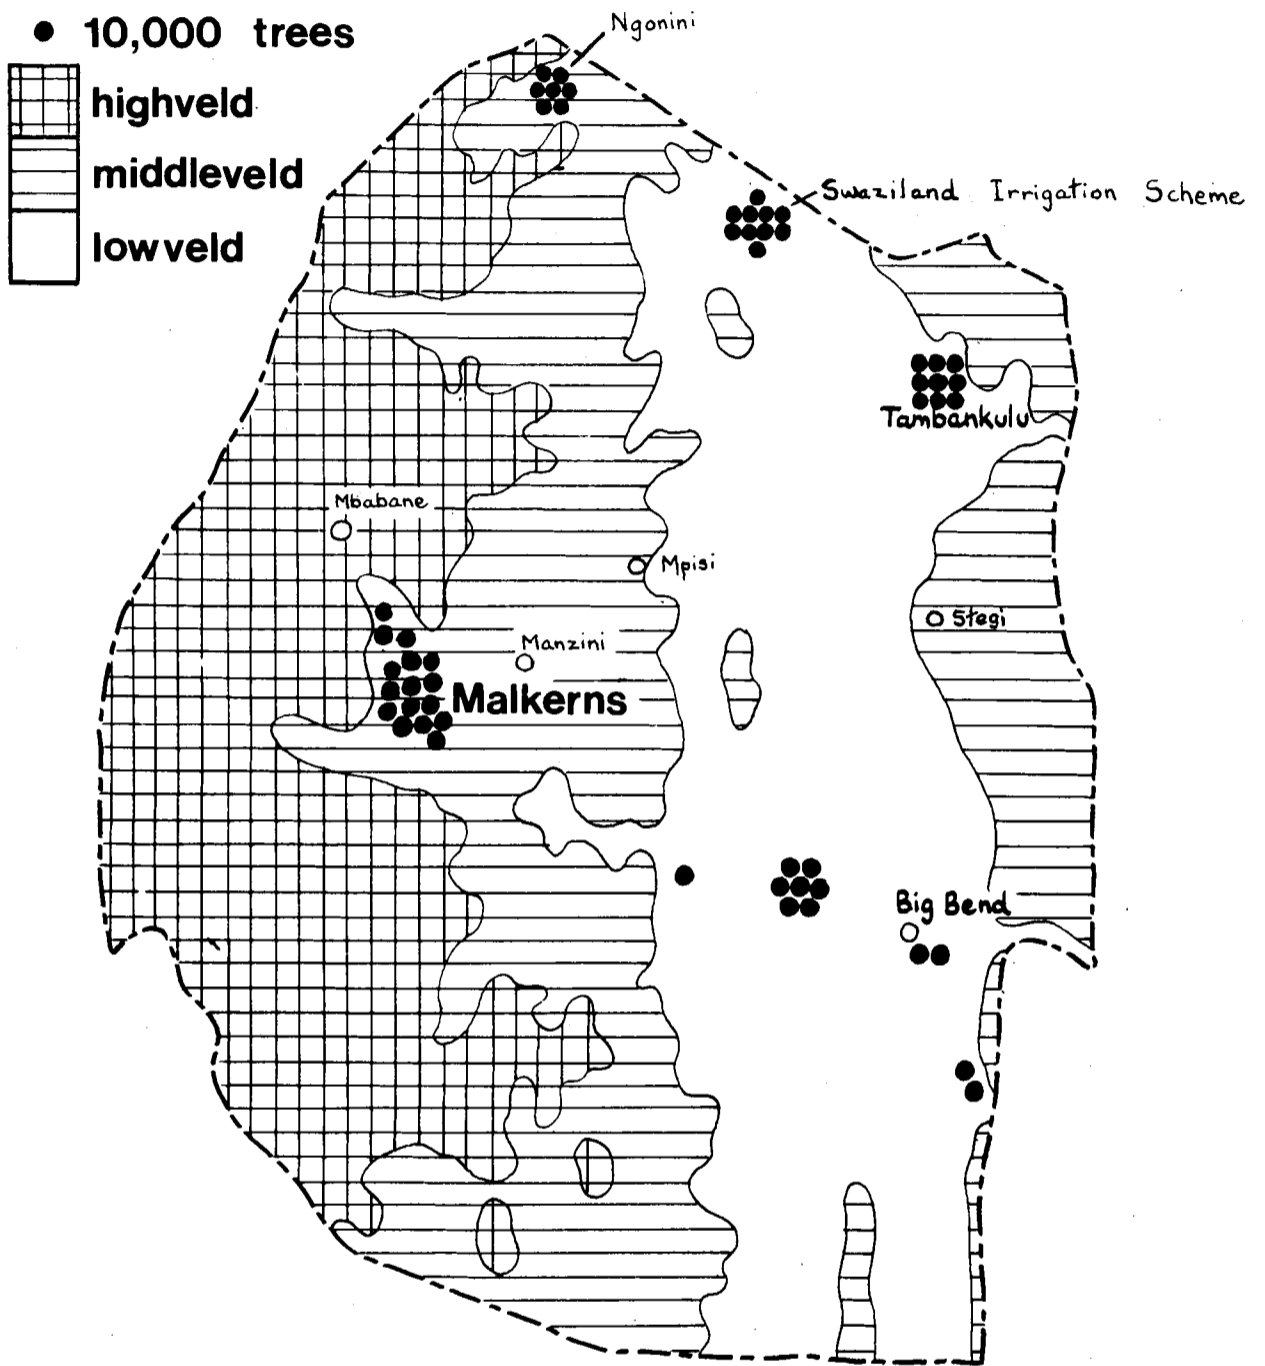 10,000 trees
highveld
middleveld
lowveld
Ngonini
Swaziland Irrigation Scheme
Tambankulu
Mbabane
Mpisi
Stegi
Manzini
Malkerns
Big Bend